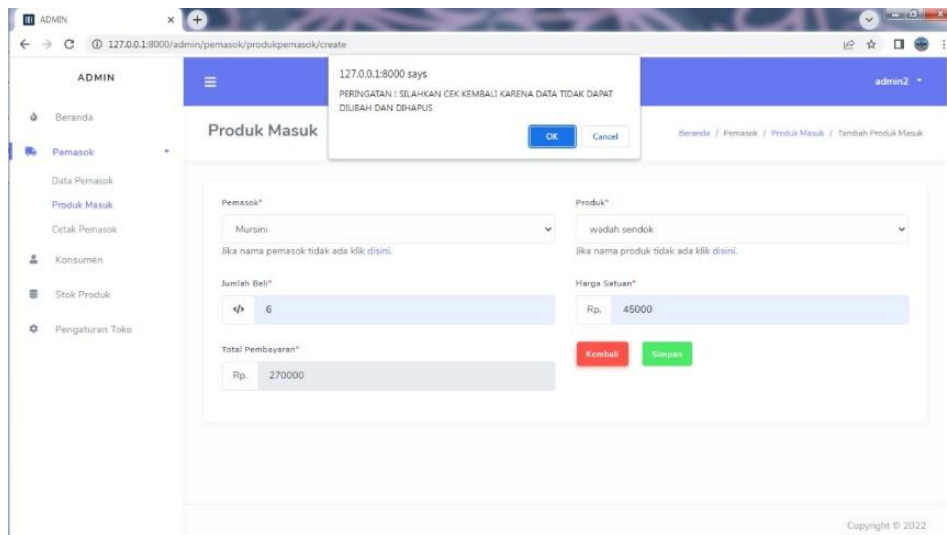 ADMIN
127.0.0.1:8000/admin/pemasok/produkpemasok/create
ADMIN
127.0.0.1:8000 says
PERINGATAN ! SILAHKAN CEK KEMBALI KARENA DATA TIDAK DAPAT
DIUBAH DAN DIHAPUS
OK Cancel
admin2
Beranda
Pemasok
Data Pemasok
Produk Masuk
Cetak Pemasok
Konsumen
Stok Produk
Pengaturan Toko
Produk Masuk
Beranda / Pemasok / Produk Masuk / Tambah Produk Masuk
Pemasok*
Mursini
Jika nama pemasok tidak ada klik disini.
Produk*
wadah sendok
Jika nama produk tidak ada klik disini.
Jumlah Beli*
</> 6
Harga Satuan*
Rp. 45000
Total Pembayaran*
Rp. 270000
Kembali Simpan
Copyright © 2022